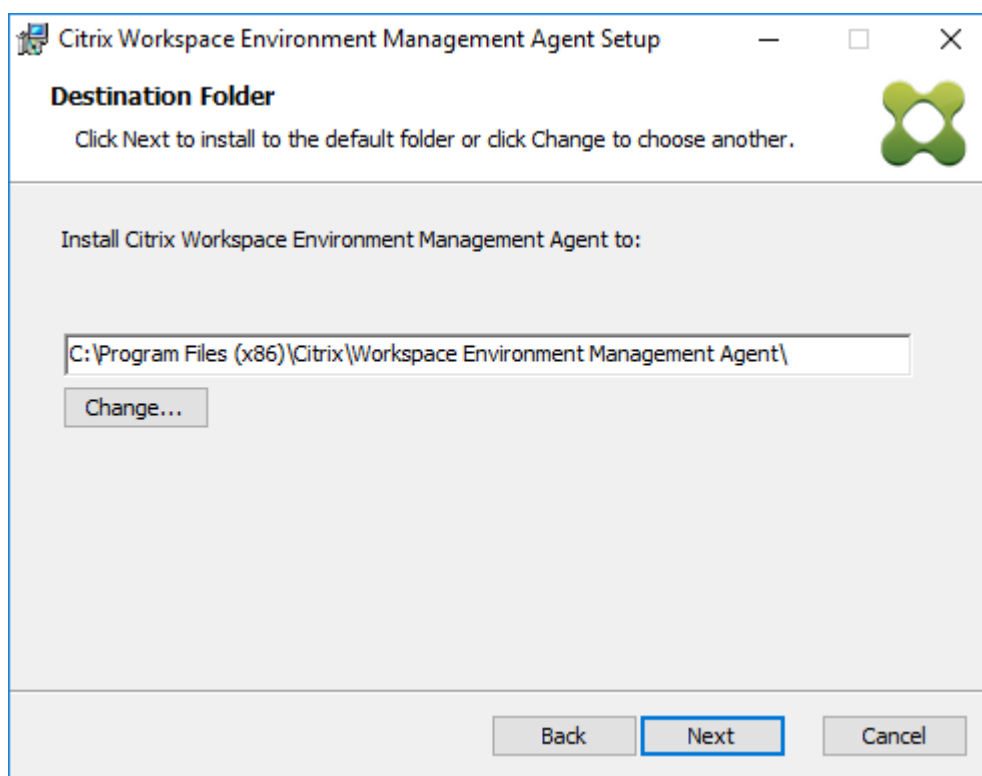 Citrix Workspace Environment Management Agent Setup
Destination Folder
Click Next to install to the default folder or click Change to choose another.
Install Citrix Workspace Environment Management Agent to:
C:\Program Files (x86)\Citrix\Workspace Environment Management Agent\
Change...
Back Next Cancel